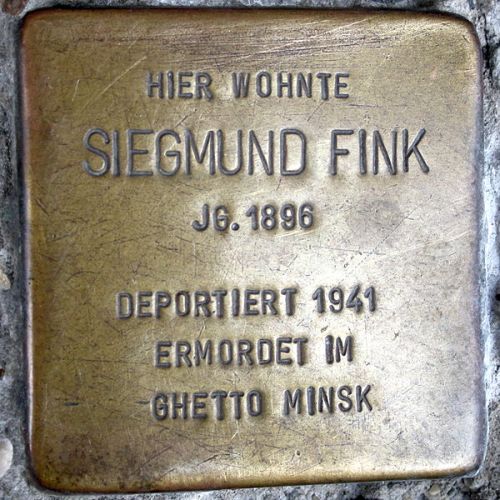 HIER WOHNTE
SIEGMUND FINK
JG. 1896
DEPORTIERT 1941
ERMORDET IM
GHETTO MINSK